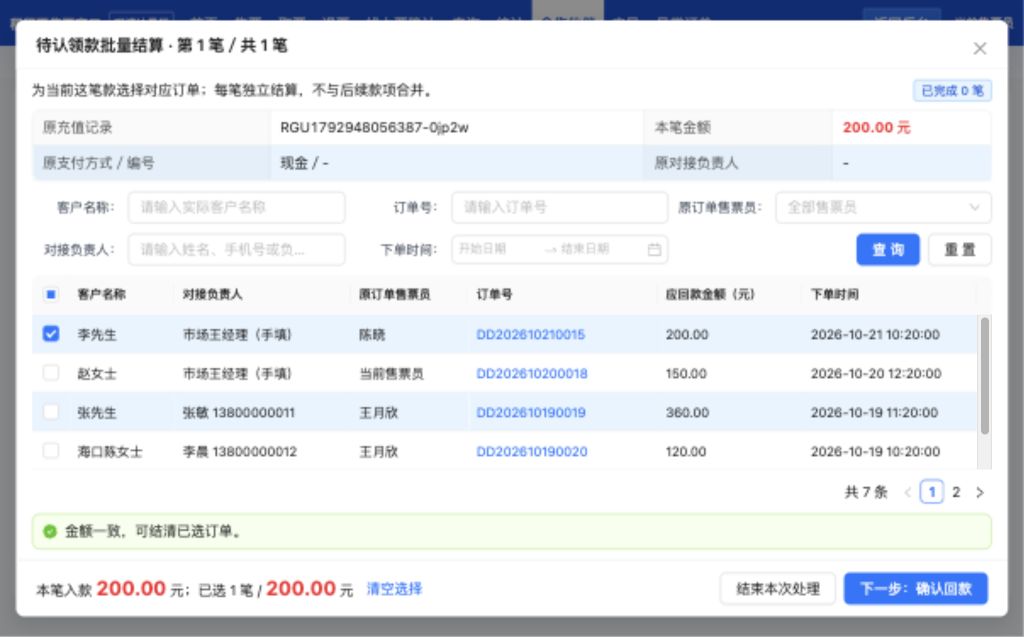 待认领款批量结算 · 第 1 笔 / 共 1 笔
为当前这笔款选择对应订单；每笔独立结算，不与后续款项合并。 已完成 0 笔
原充值记录 RGU1792948056387-0jp2w 本笔金额 200.00 元
原支付方式 / 编号 现金 / - 原对接负责人 -
客户名称： 请输入实际客户名称 订单号： 请输入订单号 原订单售票员： 全部售票员
对接负责人： 请输入姓名、手机号或负... 下单时间： 开始日期 → 结束日期 查 询 重 置
客户名称 对接负责人 原订单售票员 订单号 应回款金额（元） 下单时间
李先生 市场王经理（手填） 陈晓 DD202610210015 200.00 2026-10-21 10:20:00
赵女士 市场王经理（手填） 当前售票员 DD202610200018 150.00 2026-10-20 12:20:00
张先生 张敏 13800000011 王月欣 DD202610190019 360.00 2026-10-19 11:20:00
海口陈女士 李晨 13800000012 王月欣 DD202610190020 120.00 2026-10-19 10:20:00
共 7 条 < 1 2 >
金额一致，可结清已选订单。
本笔入款 200.00 元；已选 1 笔 / 200.00 元 清空选择 结束本次处理 下一步：确认回款